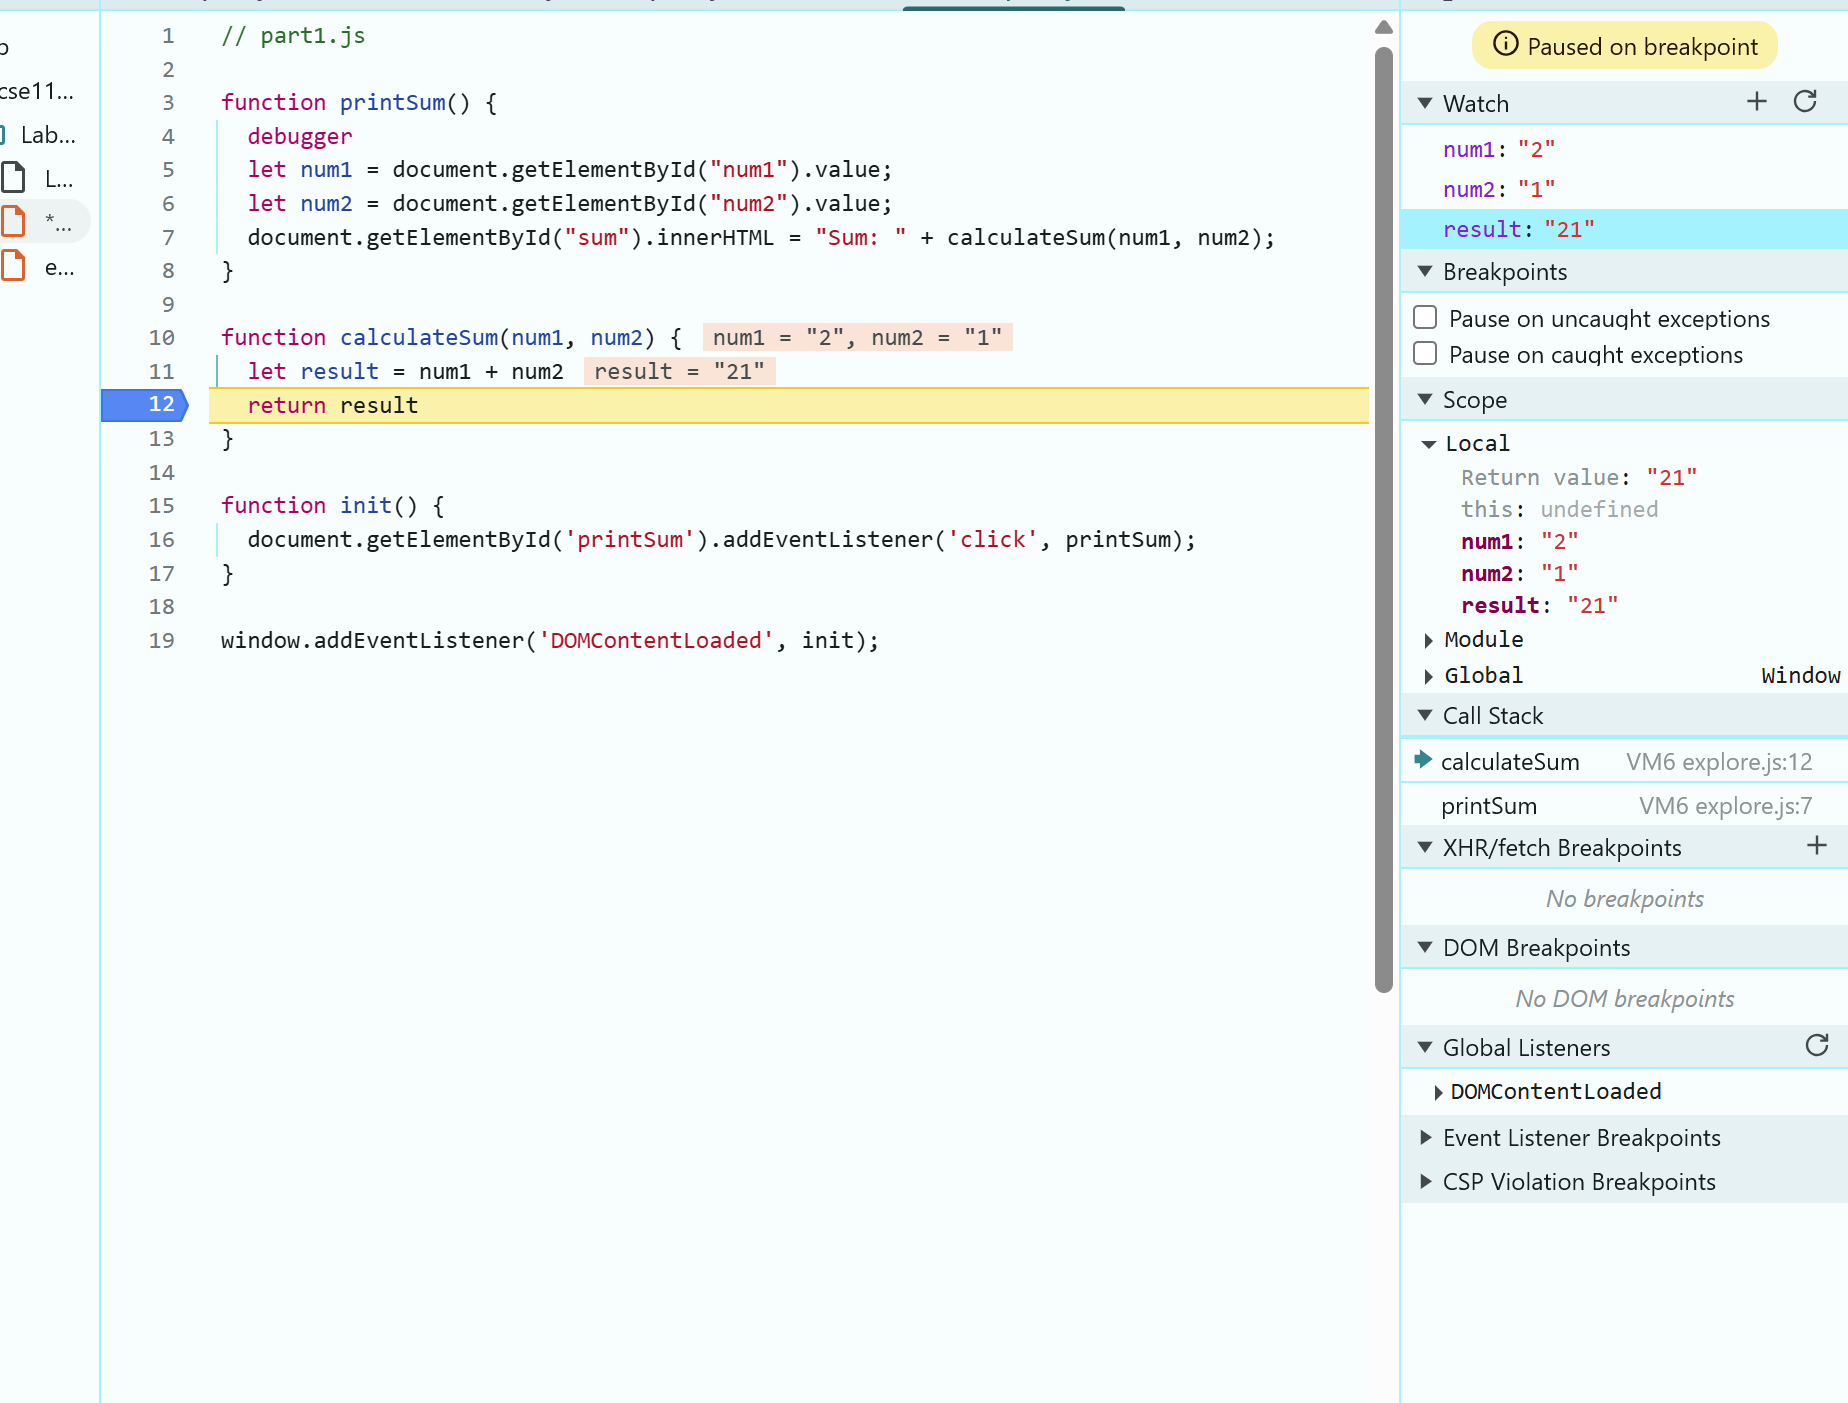 cse11...
Lab...
L...
*...
e...
1 // part1.js
2
3 function printSum() {
4 debugger
5 let num1 = document.getElementById("num1").value;
6 let num2 = document.getElementById("num2").value;
7 document.getElementById("sum").innerHTML = "Sum: " + calculateSum(num1, num2);
8 }
9
10 function calculateSum(num1, num2) { num1 = "2", num2 = "1"
11 let result = num1 + num2 result = "21"
12 return result
13 }
14
15 function init() {
16 document.getElementById('printSum').addEventListener('click', printSum);
17 }
18
19 window.addEventListener('DOMContentLoaded', init);
Paused on breakpoint
Watch
num1: "2"
num2: "1"
result: "21"
Breakpoints
Pause on uncaught exceptions
Pause on caught exceptions
Scope
Local
Return value: "21"
this: undefined
num1: "2"
num2: "1"
result: "21"
Module
Global Window
Call Stack
calculateSum VM6 explore.js:12
printSum VM6 explore.js:7
XHR/fetch Breakpoints
No breakpoints
DOM Breakpoints
No DOM breakpoints
Global Listeners
DOMContentLoaded
Event Listener Breakpoints
CSP Violation Breakpoints